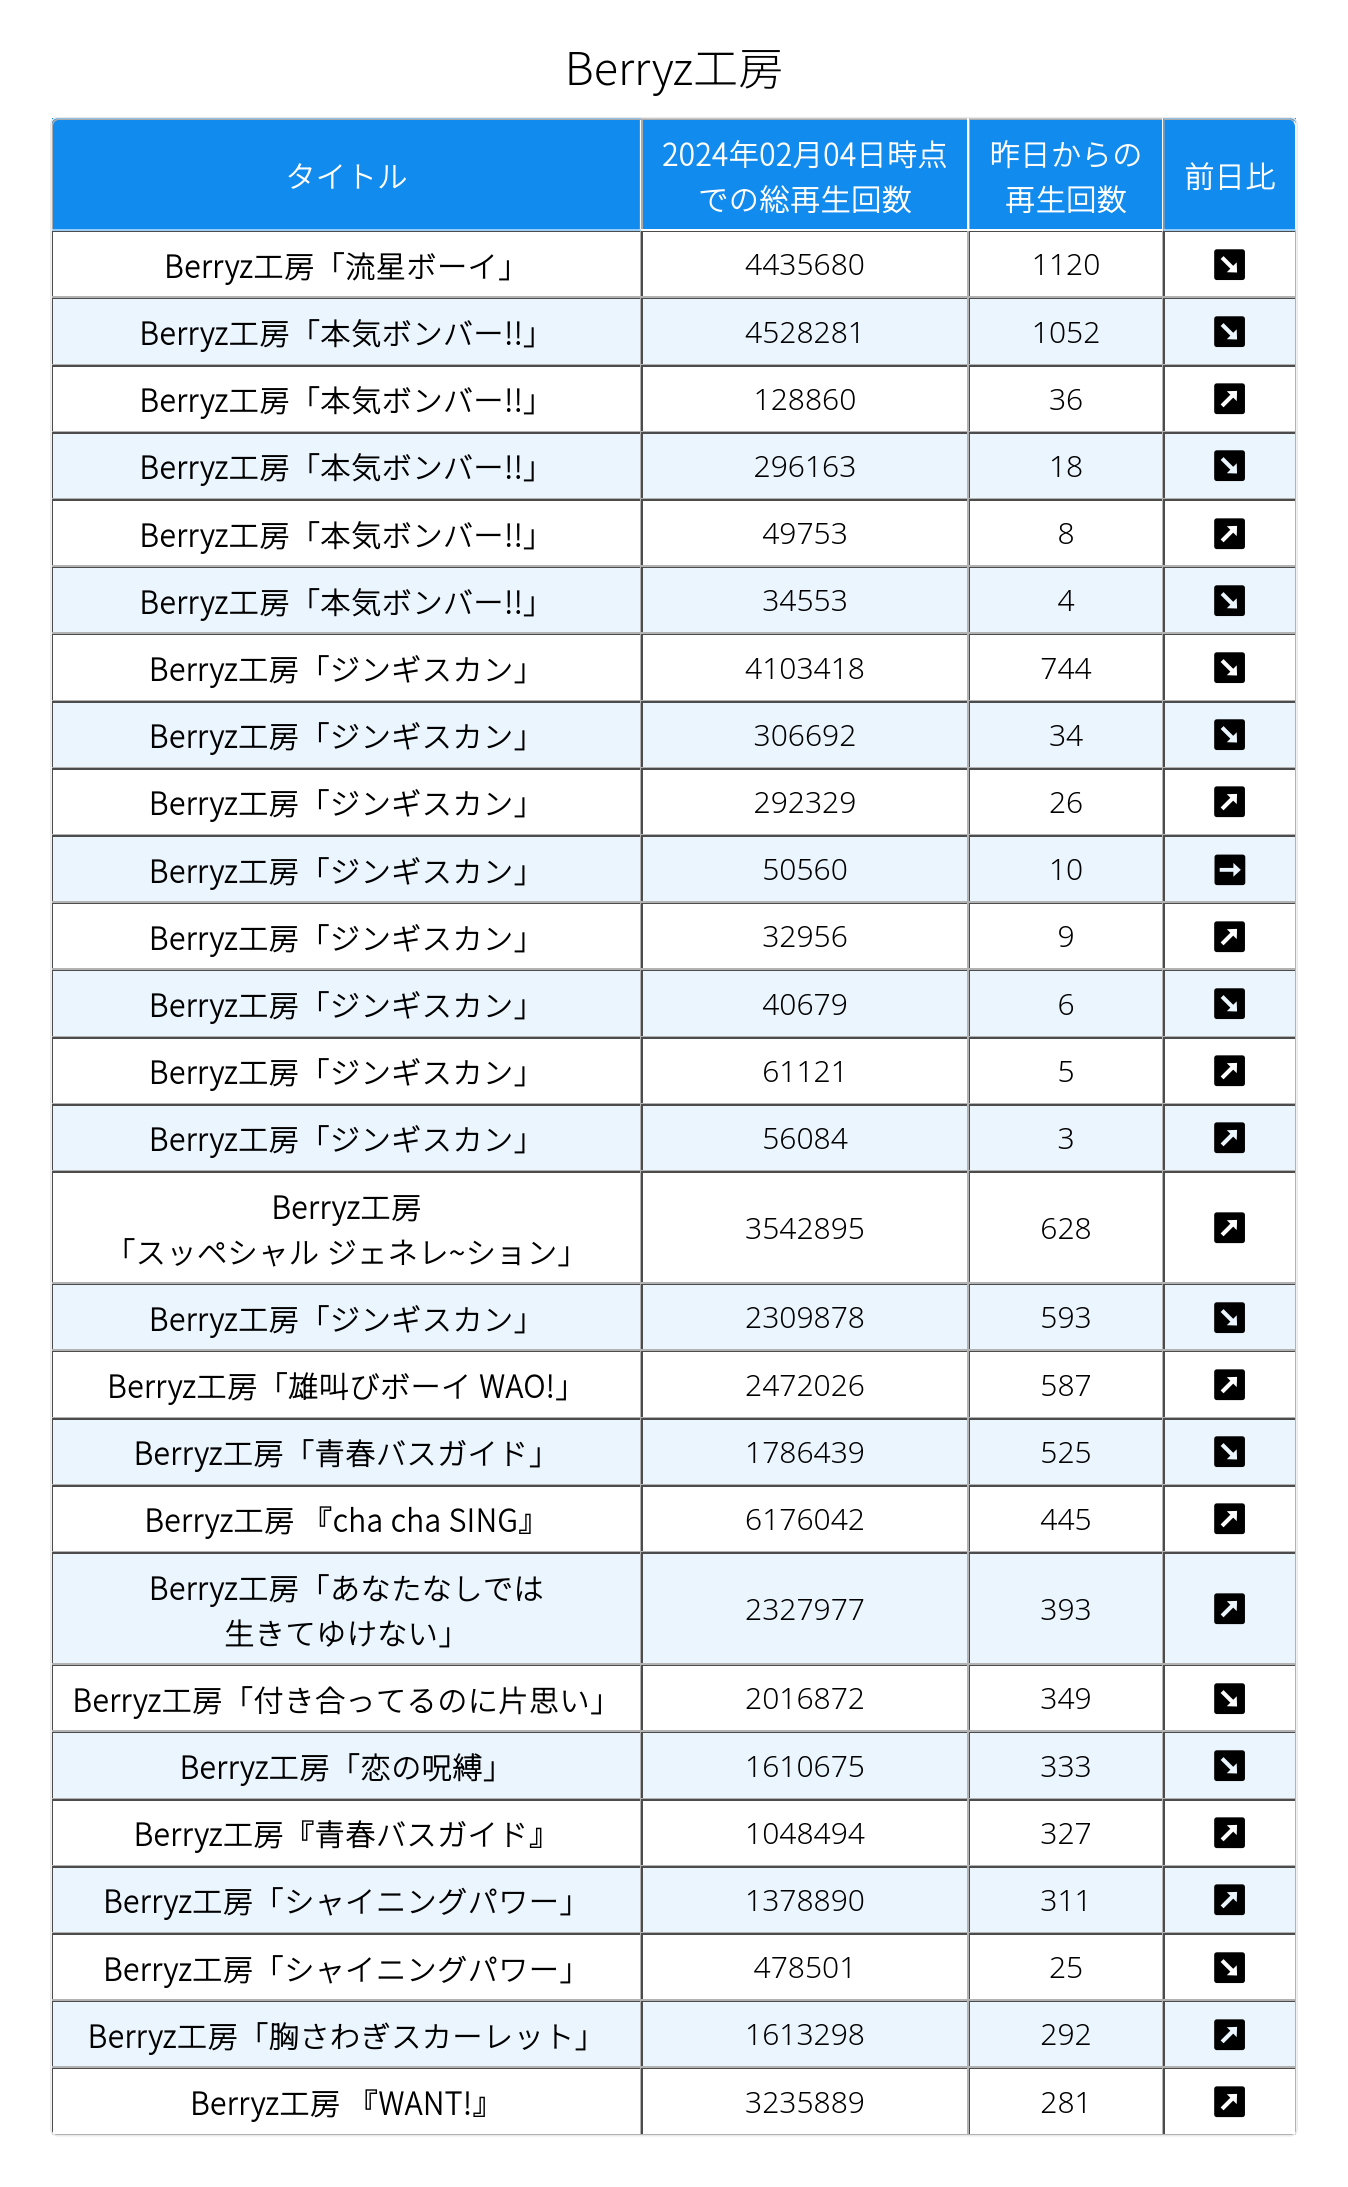 Berryz工房
タイトル 2024年02月04日時点 昨日からの 前日比
での総再生回数 再生回数
Berryz工房「流星ボーイ」 4435680 1120 ↘
Berryz工房「本気ボンバー!!」 4528281 1052 ↘
Berryz工房「本気ボンバー!!」 128860 36 ↗
Berryz工房「本気ボンバー!!」 296163 18 ↘
Berryz工房「本気ボンバー!!」 49753 8 ↗
Berryz工房「本気ボンバー!!」 34553 4 ↘
Berryz工房「ジンギスカン」 4103418 744 ↘
Berryz工房「ジンギスカン」 306692 34 ↘
Berryz工房「ジンギスカン」 292329 26 ↗
Berryz工房「ジンギスカン」 50560 10 →
Berryz工房「ジンギスカン」 32956 9 ↗
Berryz工房「ジンギスカン」 40679 6 ↘
Berryz工房「ジンギスカン」 61121 5 ↗
Berryz工房「ジンギスカン」 56084 3 ↗
Berryz工房
「スッペシャル ジェネレ~ション」 3542895 628 ↗
Berryz工房「ジンギスカン」 2309878 593 ↘
Berryz工房「雄叫びボーイ WAO!」 2472026 587 ↗
Berryz工房「青春バスガイド」 1786439 525 ↘
Berryz工房 『cha cha SING』 6176042 445 ↗
Berryz工房「あなたなしでは
生きてゆけない」 2327977 393 ↗
Berryz工房「付き合ってるのに片思い」 2016872 349 ↘
Berryz工房「恋の呪縛」 1610675 333 ↘
Berryz工房『青春バスガイド』 1048494 327 ↗
Berryz工房「シャイニングパワー」 1378890 311 ↗
Berryz工房「シャイニングパワー」 478501 25 ↘
Berryz工房「胸さわぎスカーレット」 1613298 292 ↗
Berryz工房 『WANT!』 3235889 281 ↗